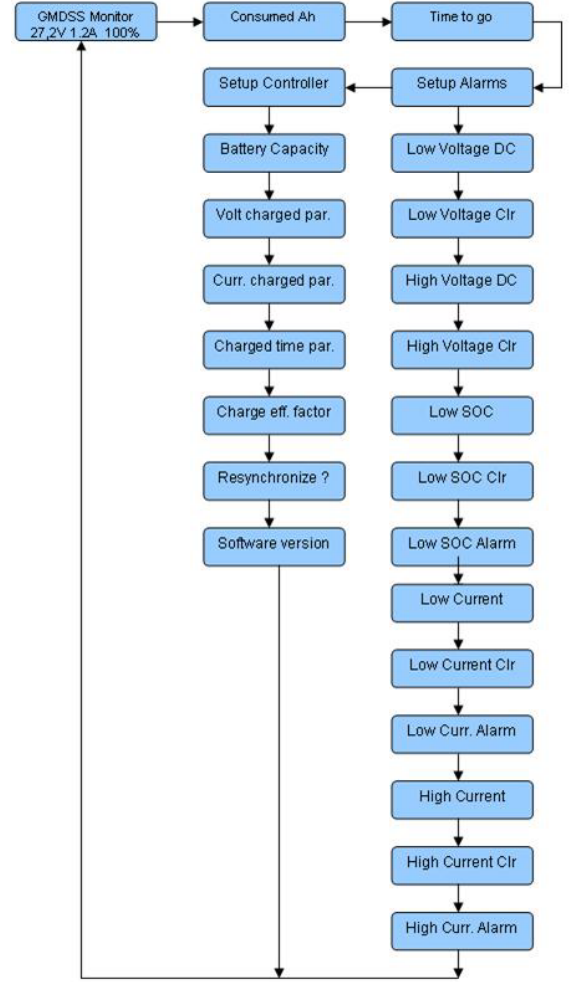 GMDSS Monitor
27,2V 1.2A 100%
Consumed Ah
Time to go
Setup Controller
Setup Alarms
Battery Capacity
Low Voltage DC
Volt charged par.
Low Voltage Clr
Curr. charged par.
High Voltage DC
Charged time par.
High Voltage Clr
Charge eff. factor
Low SOC
Resynchronize ?
Low SOC Clr
Software version
Low SOC Alarm
Low Current
Low Current Clr
Low Curr. Alarm
High Current
High Current Clr
High Curr. Alarm